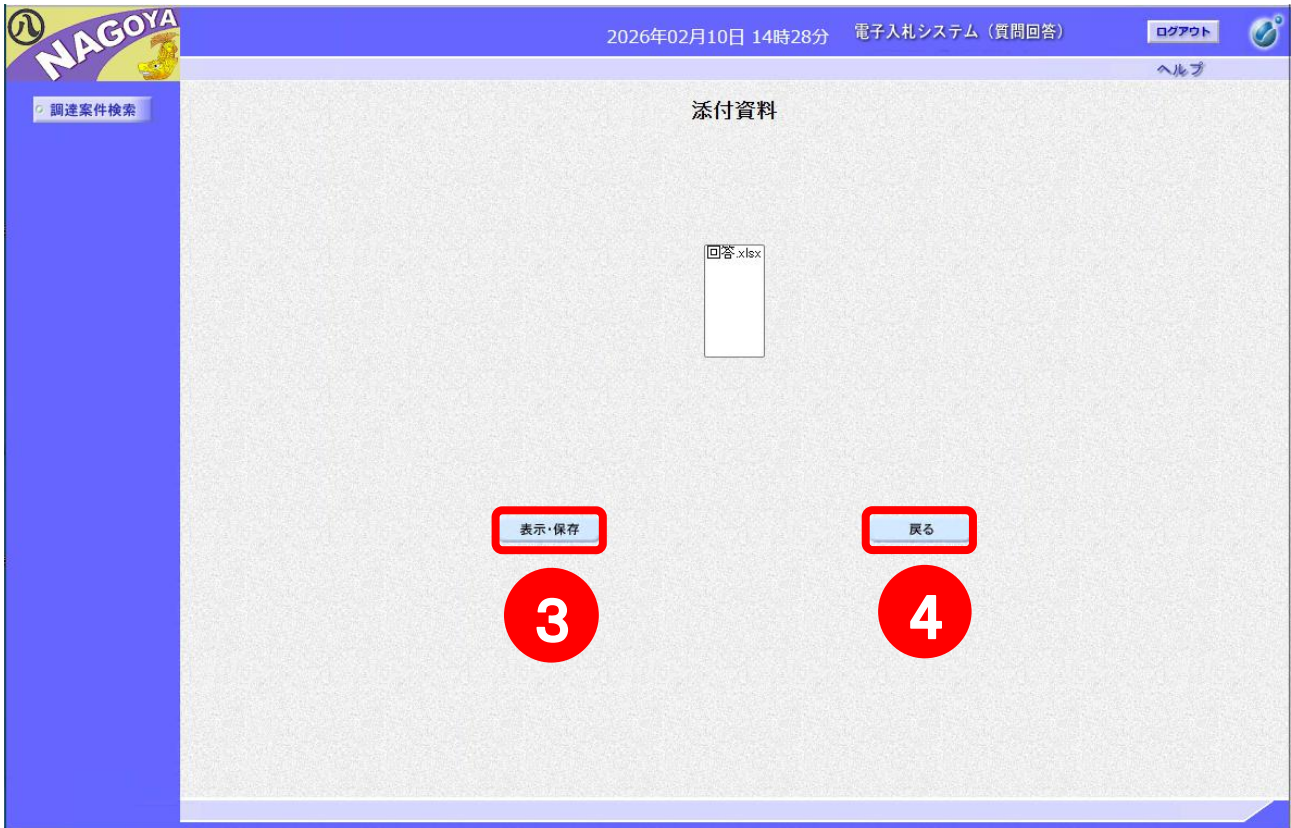 八
NAGOYA
2026年02月10日 14時28分 電子入札システム（質問回答） ログアウト
ヘルプ
調達案件検索
添付資料
回答.xlsx
表示・保存
戻る
3
4